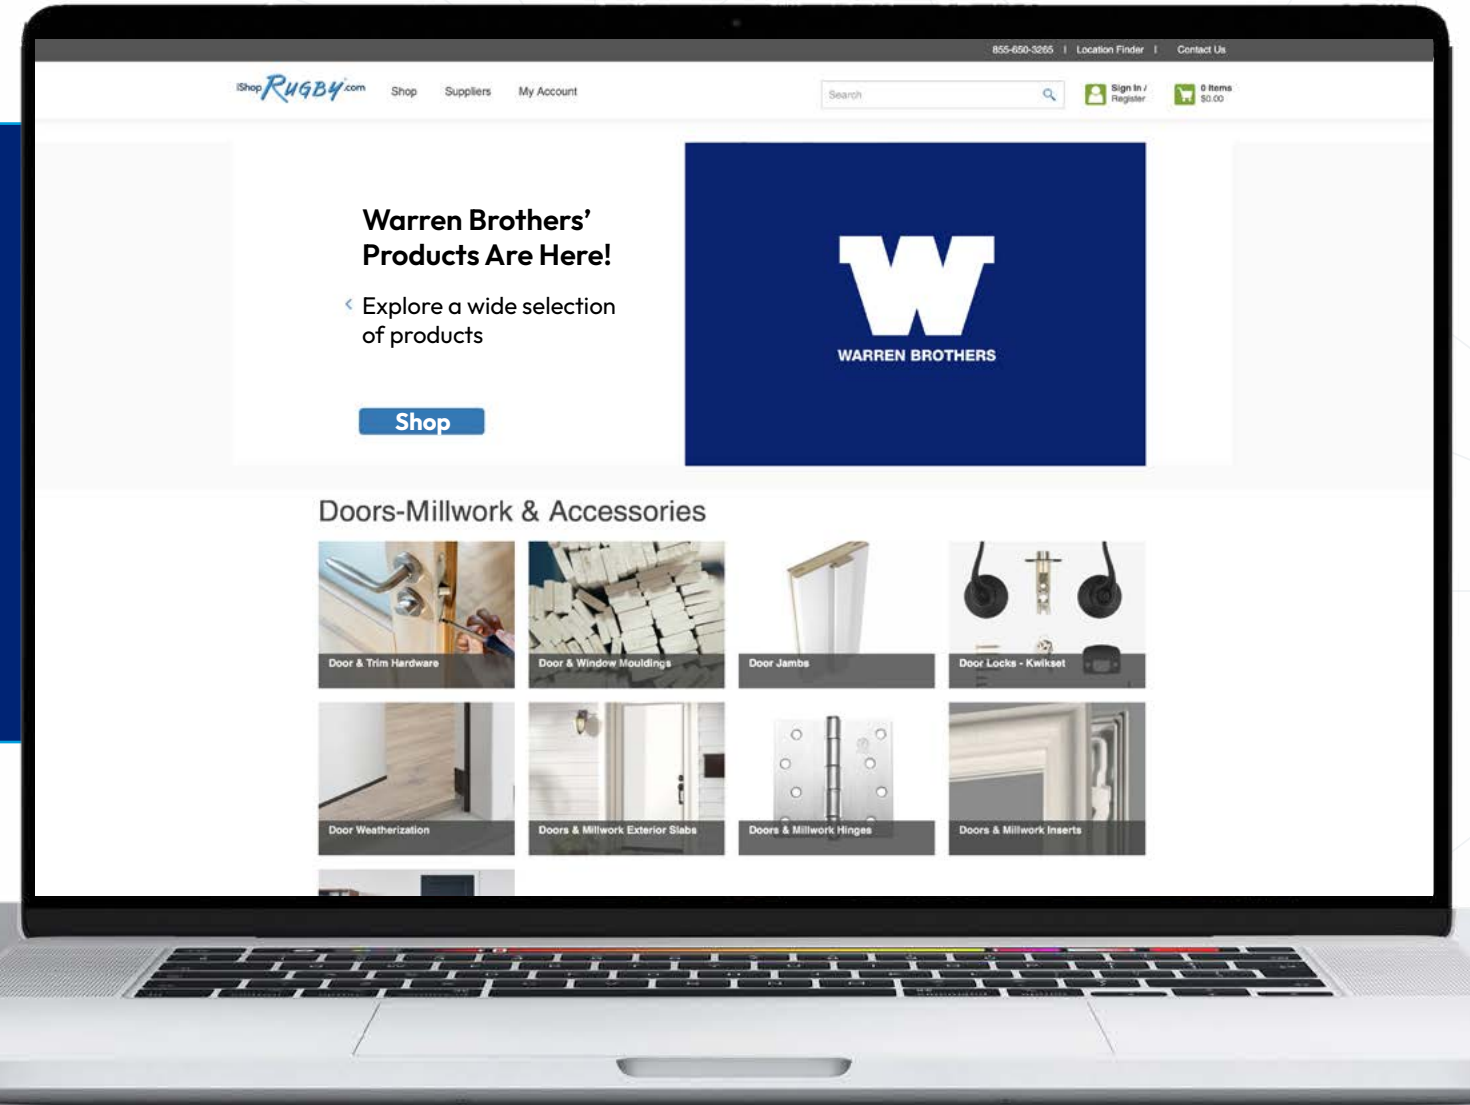 855-650-3265 | Location Finder | Contact Us
iShop RUGBY.com Shop Suppliers My Account Search Sign In / Register 0 Items $0.00
Warren Brothers’
Products Are Here!
Explore a wide selection
of products
Shop
W
WARREN BROTHERS
Doors-Millwork & Accessories
Door & Trim Hardware
Door & Window Mouldings
Door Jambs
Door Locks - Kwikset
Door Weatherization
Doors & Millwork Exterior Slabs
Doors & Millwork Hinges
Doors & Millwork Inserts